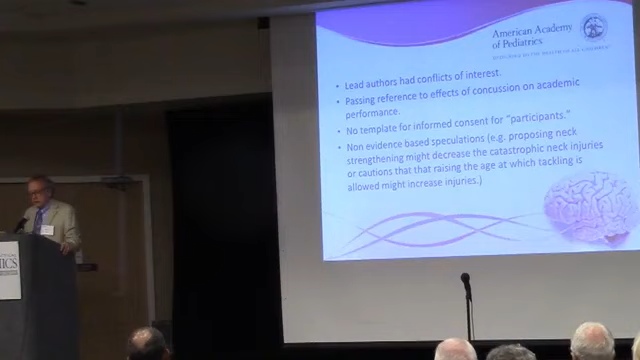 American Academy
of Pediatrics
• Lead authors had conflicts of interest.
• Passing reference to effects of concussion on academic
performance.
• No template for informed consent for "participants."
• Non evidence based speculations (e.g. proposing neck
strengthening might decrease the catastrophic neck injuries
or cautions that that raising the age at which tackling is
allowed might increase injuries.)